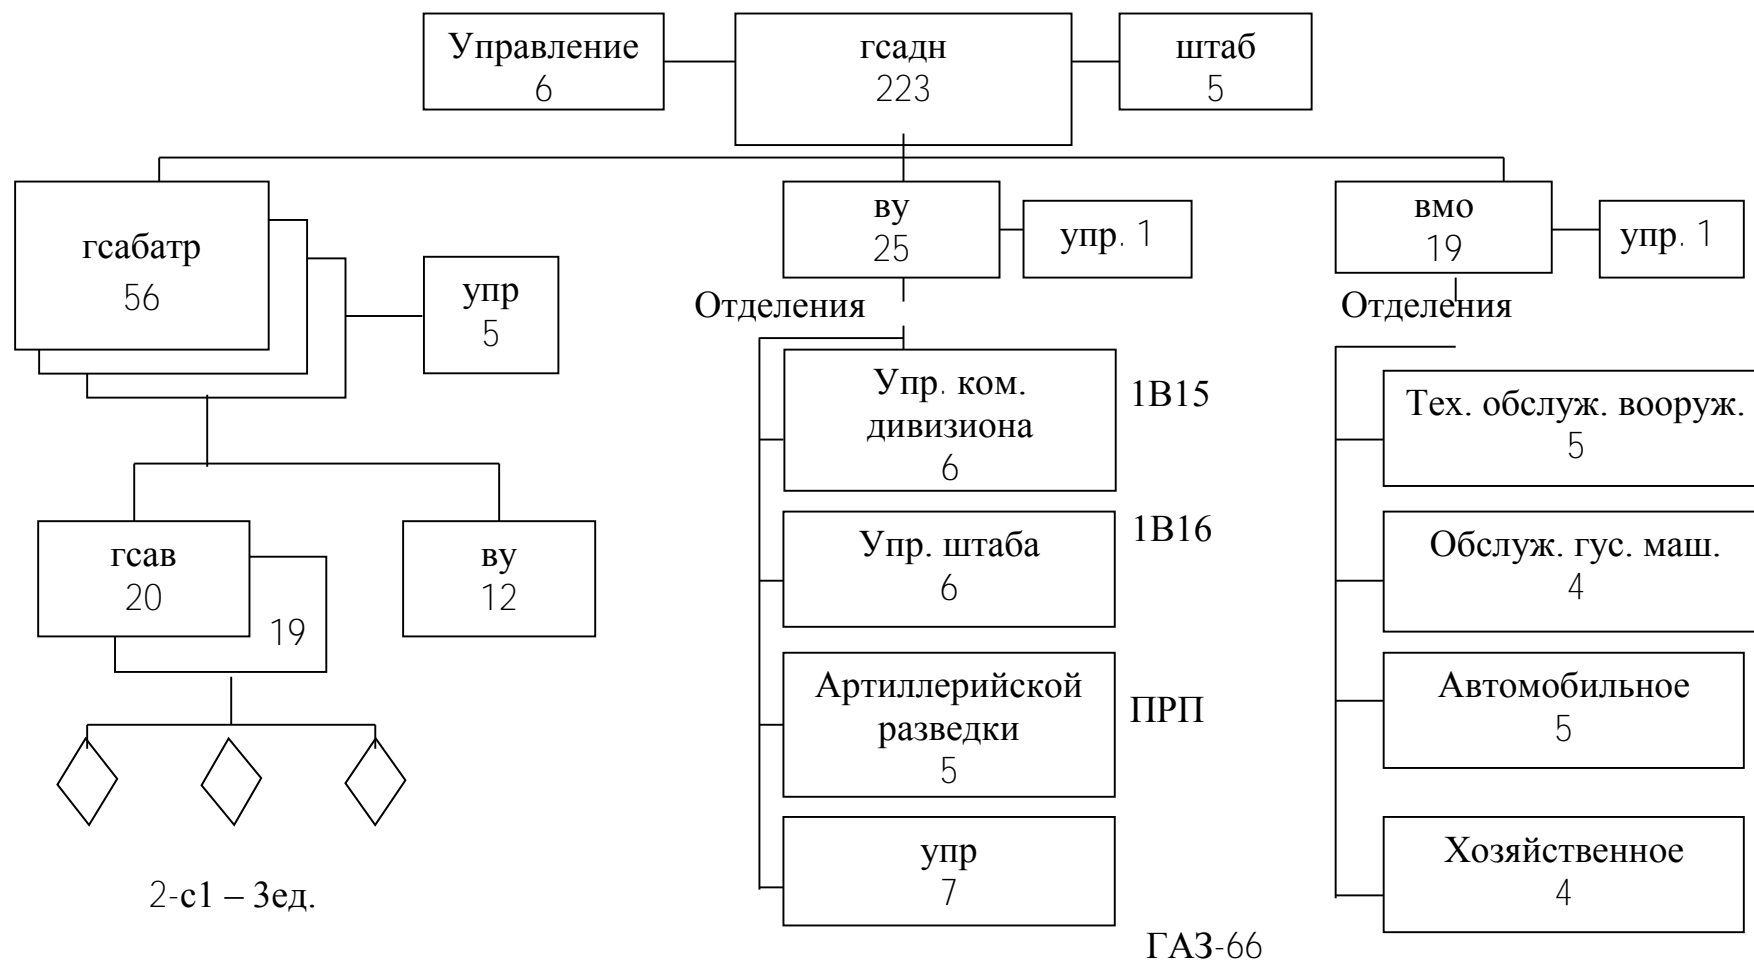 Управление
6
гсадн
223
штаб
5
гсабатр
56
упр
5
ву
25
упр. 1
вмо
19
упр. 1
Отделения
Отделения
Упр. ком.
дивизиона
6
1В15
Тех. обслуж. вооруж.
5
гсав
20
19
ву
12
Упр. штаба
6
1В16
Обслуж. гус. маш.
4
Артиллерийской
разведки
5
ПРП
Автомобильное
5
2-с1 – 3ед.
упр
7
ГАЗ-66
Хозяйственное
4